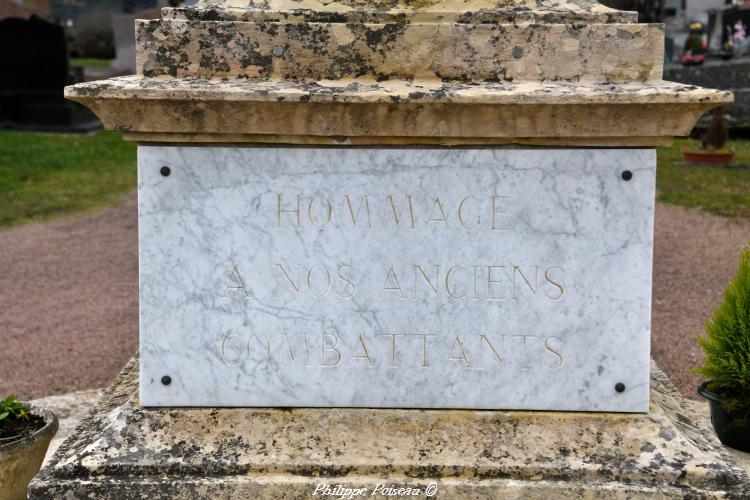 HOMMAGE
A NOS ANCIENS
COMBATTANTS
Philippe Poiseau ©